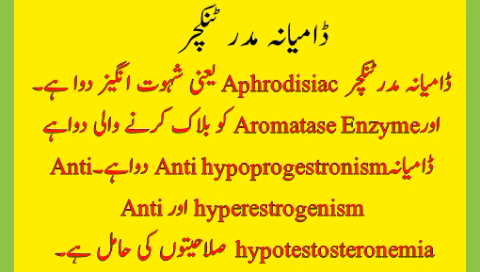 ڈامیانہ مدر ٹنکچر
ڈامیانہ مدر ٹنکچر Aphrodisiac یعنی شہوت انگیز دوا ہے۔
اور Aromatase Enzyme کو بلاک کرنے والی دوا ہے
ڈامیانہ Anti hypoprogestronism دوا ہے۔ Anti
hyperestrogenism اور Anti
hypotestosteronemia صلاحیتوں کی حامل ہے۔